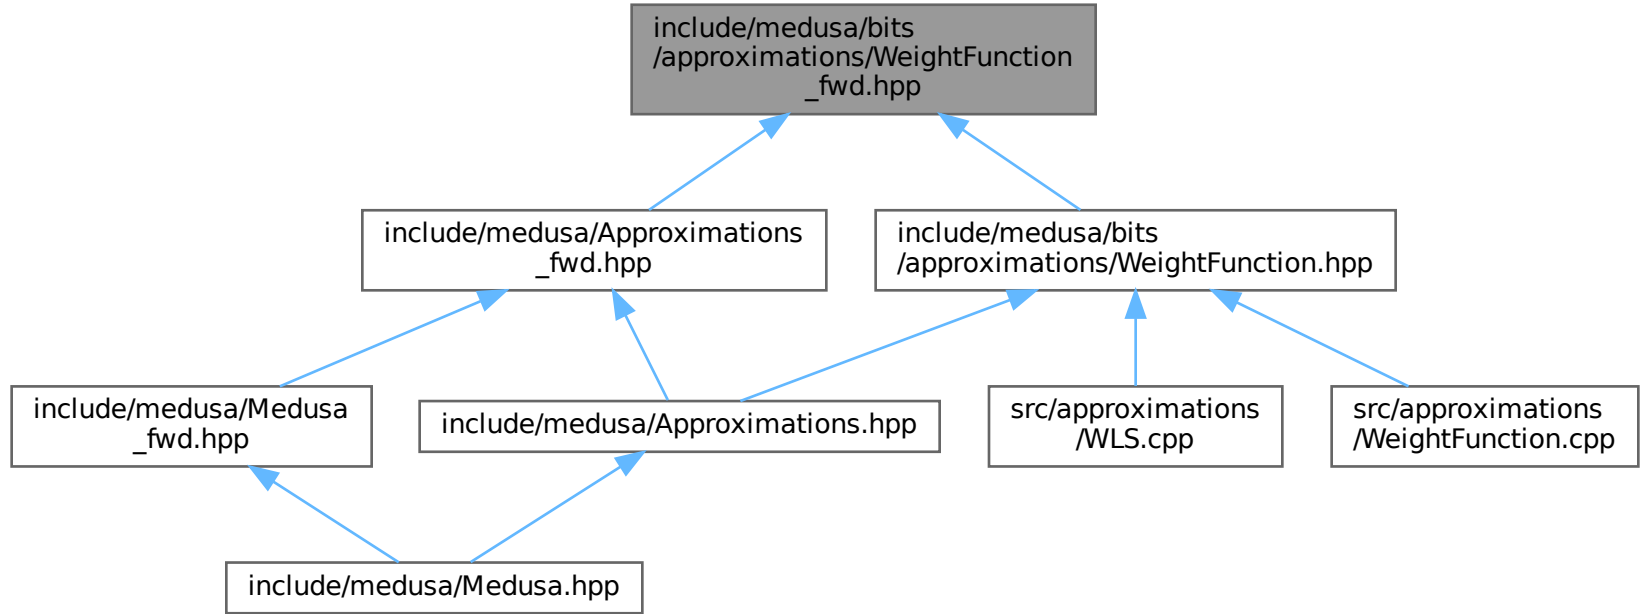 include/medusa/bits
/approximations/WeightFunction
_fwd.hpp
include/medusa/Approximations
_fwd.hpp
include/medusa/bits
/approximations/WeightFunction.hpp
include/medusa/Medusa
_fwd.hpp
include/medusa/Approximations.hpp
src/approximations
/WLS.cpp
src/approximations
/WeightFunction.cpp
include/medusa/Medusa.hpp